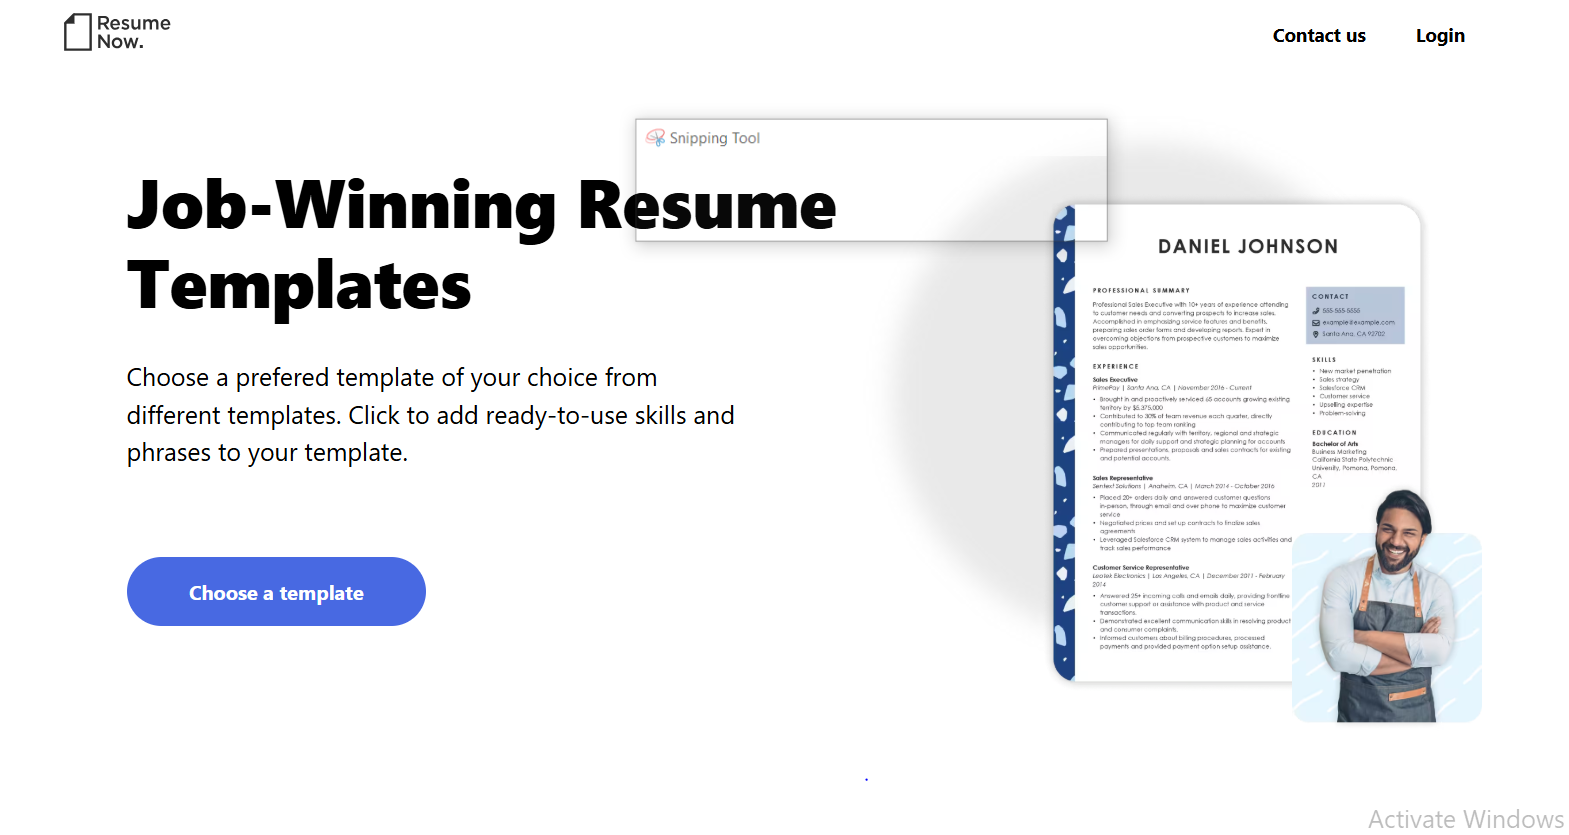 Resume
Now.
Contact us
Login
Snipping Tool
Job-Winning Resume
Templates
Choose a prefered template of your choice from
different templates. Click to add ready-to-use skills and
phrases to your template.
Choose a template
DANIEL JOHNSON
PROFESSIONAL SUMMARY
Professional Sales Executive with 10+ years of experience attending
to customer needs and converting prospects to increase sales.
Accomplished in emphasizing service features and benefits,
preparing sales order forms and developing reports. Expert in
overcoming objections from prospective customers to maximize
sales opportunities.
EXPERIENCE
Sales Executive
PrimePay | Santa Ana, CA | November 2016 - Current
• Brought in and proactively serviced 65 accounts growing existing
territory by $5,375,000
• Contributed to 30% of team revenue each quarter, directly
contributing to top team ranking
• Communicated regularly with territory, regional and strategic
managers for daily support and strategic planning for accounts
• Prepared presentations, proposals and sales contracts for existing
and potential accounts.
Sales Representative
Sentext Solutions | Anaheim, CA | March 2014 - October 2016
• Placed 20+ orders daily and answered customer questions
in-person, through email and over phone to maximize customer
service
• Negotiated prices and set up contracts to finalize sales
agreements
• Leveraged Salesforce CRM system to manage sales activities and
track sales performance
Customer Service Representative
Leotek Electronics | Los Angeles, CA | December 2011 - February
2014
• Answered 25+ incoming calls and emails daily, providing frontline
customer support or assistance with product and service
transactions
• Demonstrated excellent communication skills in resolving product
and consumer complaints.
• Informed customers about billing procedures, processed
payments and provided payment option setup assistance.
CONTACT
555-555-5555
example@example.com
Santa Ana, CA 92702
SKILLS
• New market penetration
• Sales strategy
• Salesforce CRM
• Customer service
• Upselling expertise
• Problem-solving
EDUCATION
Bachelor of Arts
Business Marketing
California State Polytechnic
University, Pomona, Pomona,
CA
2011
Activate Windows